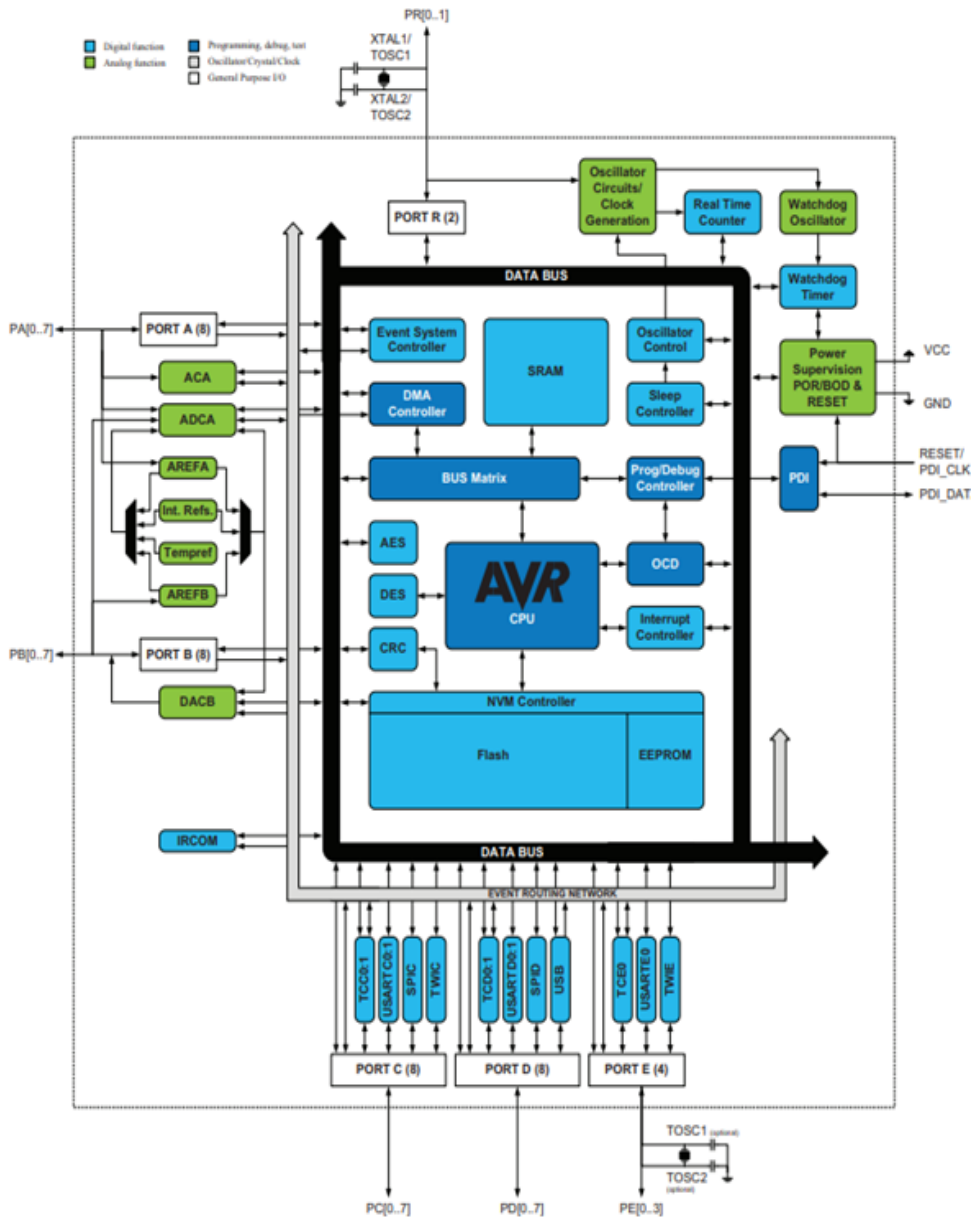 PR[0..1]
Digital function
Analog function
Programming, debug, test
Oscillator/Crystal/Clock
General Purpose I/O
XTAL1/
TOSC1
XTAL2/
TOSC2
Oscillator
Circuits/
Clock
Generation
Real Time
Counter
Watchdog
Oscillator
PORT R (2)
DATA BUS
Watchdog
Timer
PA[0..7]
PORT A (8)
Event System
Controller
SRAM
Oscillator
Control
Power
Supervision
POR/BOD &
RESET
VCC
GND
ACA
DMA
Controller
Sleep
Controller
ADCA
AREFA
BUS Matrix
Prog/Debug
Controller
PDI
RESET/
PDI_CLK
PDI_DAT
Int. Refs.
Tempref
AREFB
AES
DES
CRC
AVR
CPU
OCD
Interrupt
Controller
PB[0..7]
PORT B (8)
DACB
NVM Controller
Flash
EEPROM
IRCOM
DATA BUS
EVENT ROUTING NETWORK
TCC0:1
USARTC0:1
SPIC
TWIC
TCD0:1
USARTD0:1
SPID
USB
TCE0
USARTE0
TWIE
PORT C (8)
PORT D (8)
PORT E (4)
TOSC1 (optional)
TOSC2
(optional)
PC[0..7]
PD[0..7]
PE[0..3]